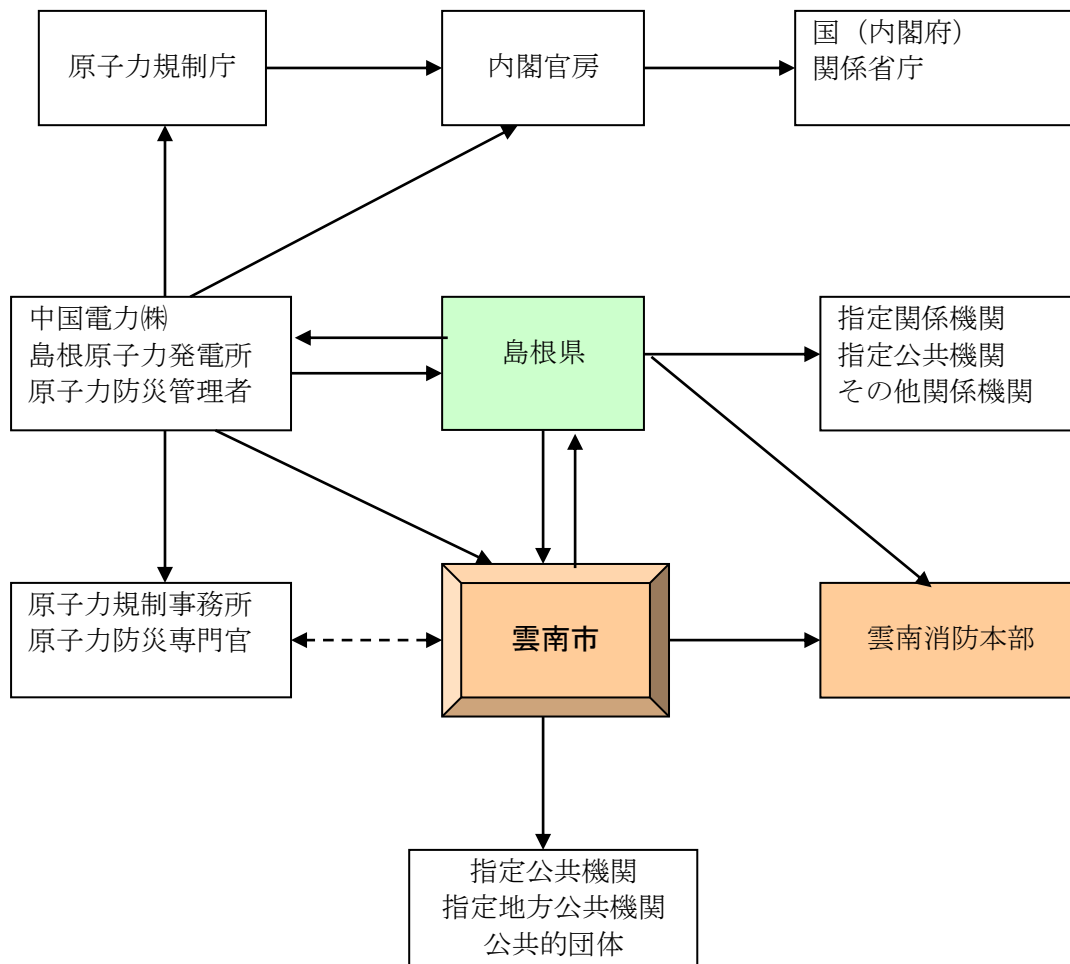 原子力規制庁
内閣官房
国（内閣府）
関係省庁
中国電力㈱
島根原子力発電所
原子力防災管理者
島根県
指定関係機関
指定公共機関
その他関係機関
原子力規制事務所
原子力防災専門官
雲南市
雲南消防本部
指定公共機関
指定地方公共機関
公共的団体